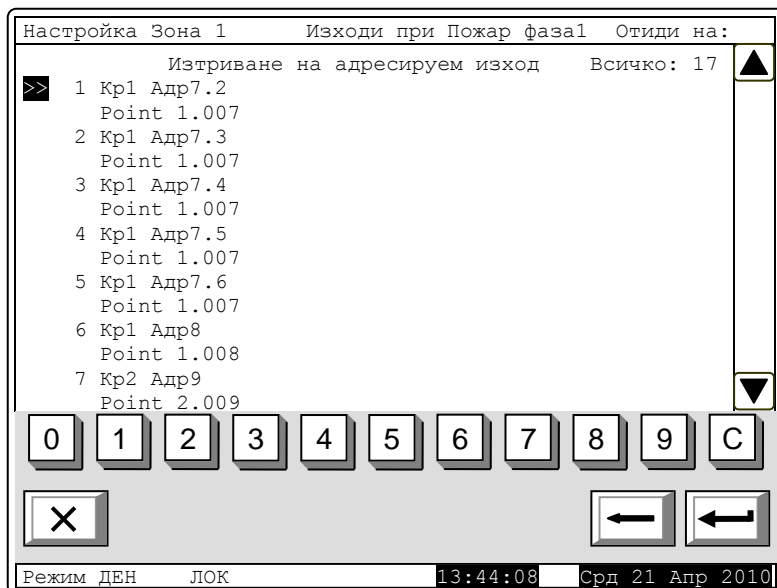 Настройка Зона 1 Изходи при Пожар фаза1 Отиди на:
Изтриване на адресируем изход Всичко: 17
>> 1 Кр1 Адр7.2
Point 1.007
2 Кр1 Адр7.3
Point 1.007
3 Кр1 Адр7.4
Point 1.007
4 Кр1 Адр7.5
Point 1.007
5 Кр1 Адр7.6
Point 1.007
6 Кр1 Адр8
Point 1.008
7 Кр2 Адр9
Point 2.009
0 1 2 3 4 5 6 7 8 9 C
Режим ДЕН ЛОК 13:44:08 Срд 21 Апр 2010